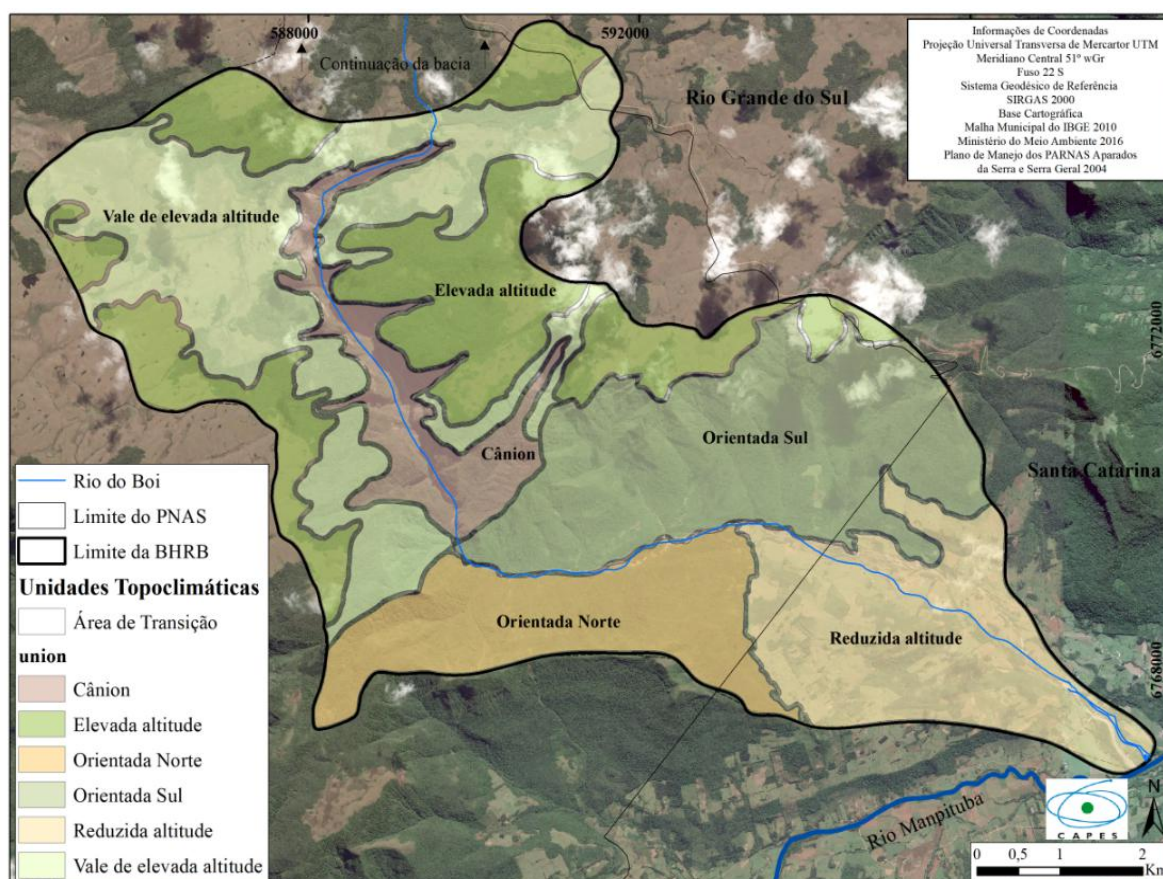 588000
592000
Continuação da bacia
Rio Grande do Sul
Informações de Coordenadas
Projeção Universal Transversa de Mercartor UTM
Meridiano Central 51º wGr
Fuso 22 S
Sistema Geodésico de Referência
SIRGAS 2000
Base Cartográfica
Malha Municipal do IBGE 2010
Ministério do Meio Ambiente 2016
Plano de Manejo dos PARNAS Aparados
da Serra e Serra Geral 2004
Vale de elevada altitude
Elevada altitude
6772000
Orientada Sul
Cânion
Santa Catarina
Orientada Norte
Reduzida altitude
6768000
Rio do Boi
Limite do PNAS
Limite da BHRB
Unidades Topoclimáticas
Área de Transição
union
Cânion
Elevada altitude
Orientada Norte
Orientada Sul
Reduzida altitude
Vale de elevada altitude
Rio Manpituba
CAPES
N
0 0,5 1 2
Km